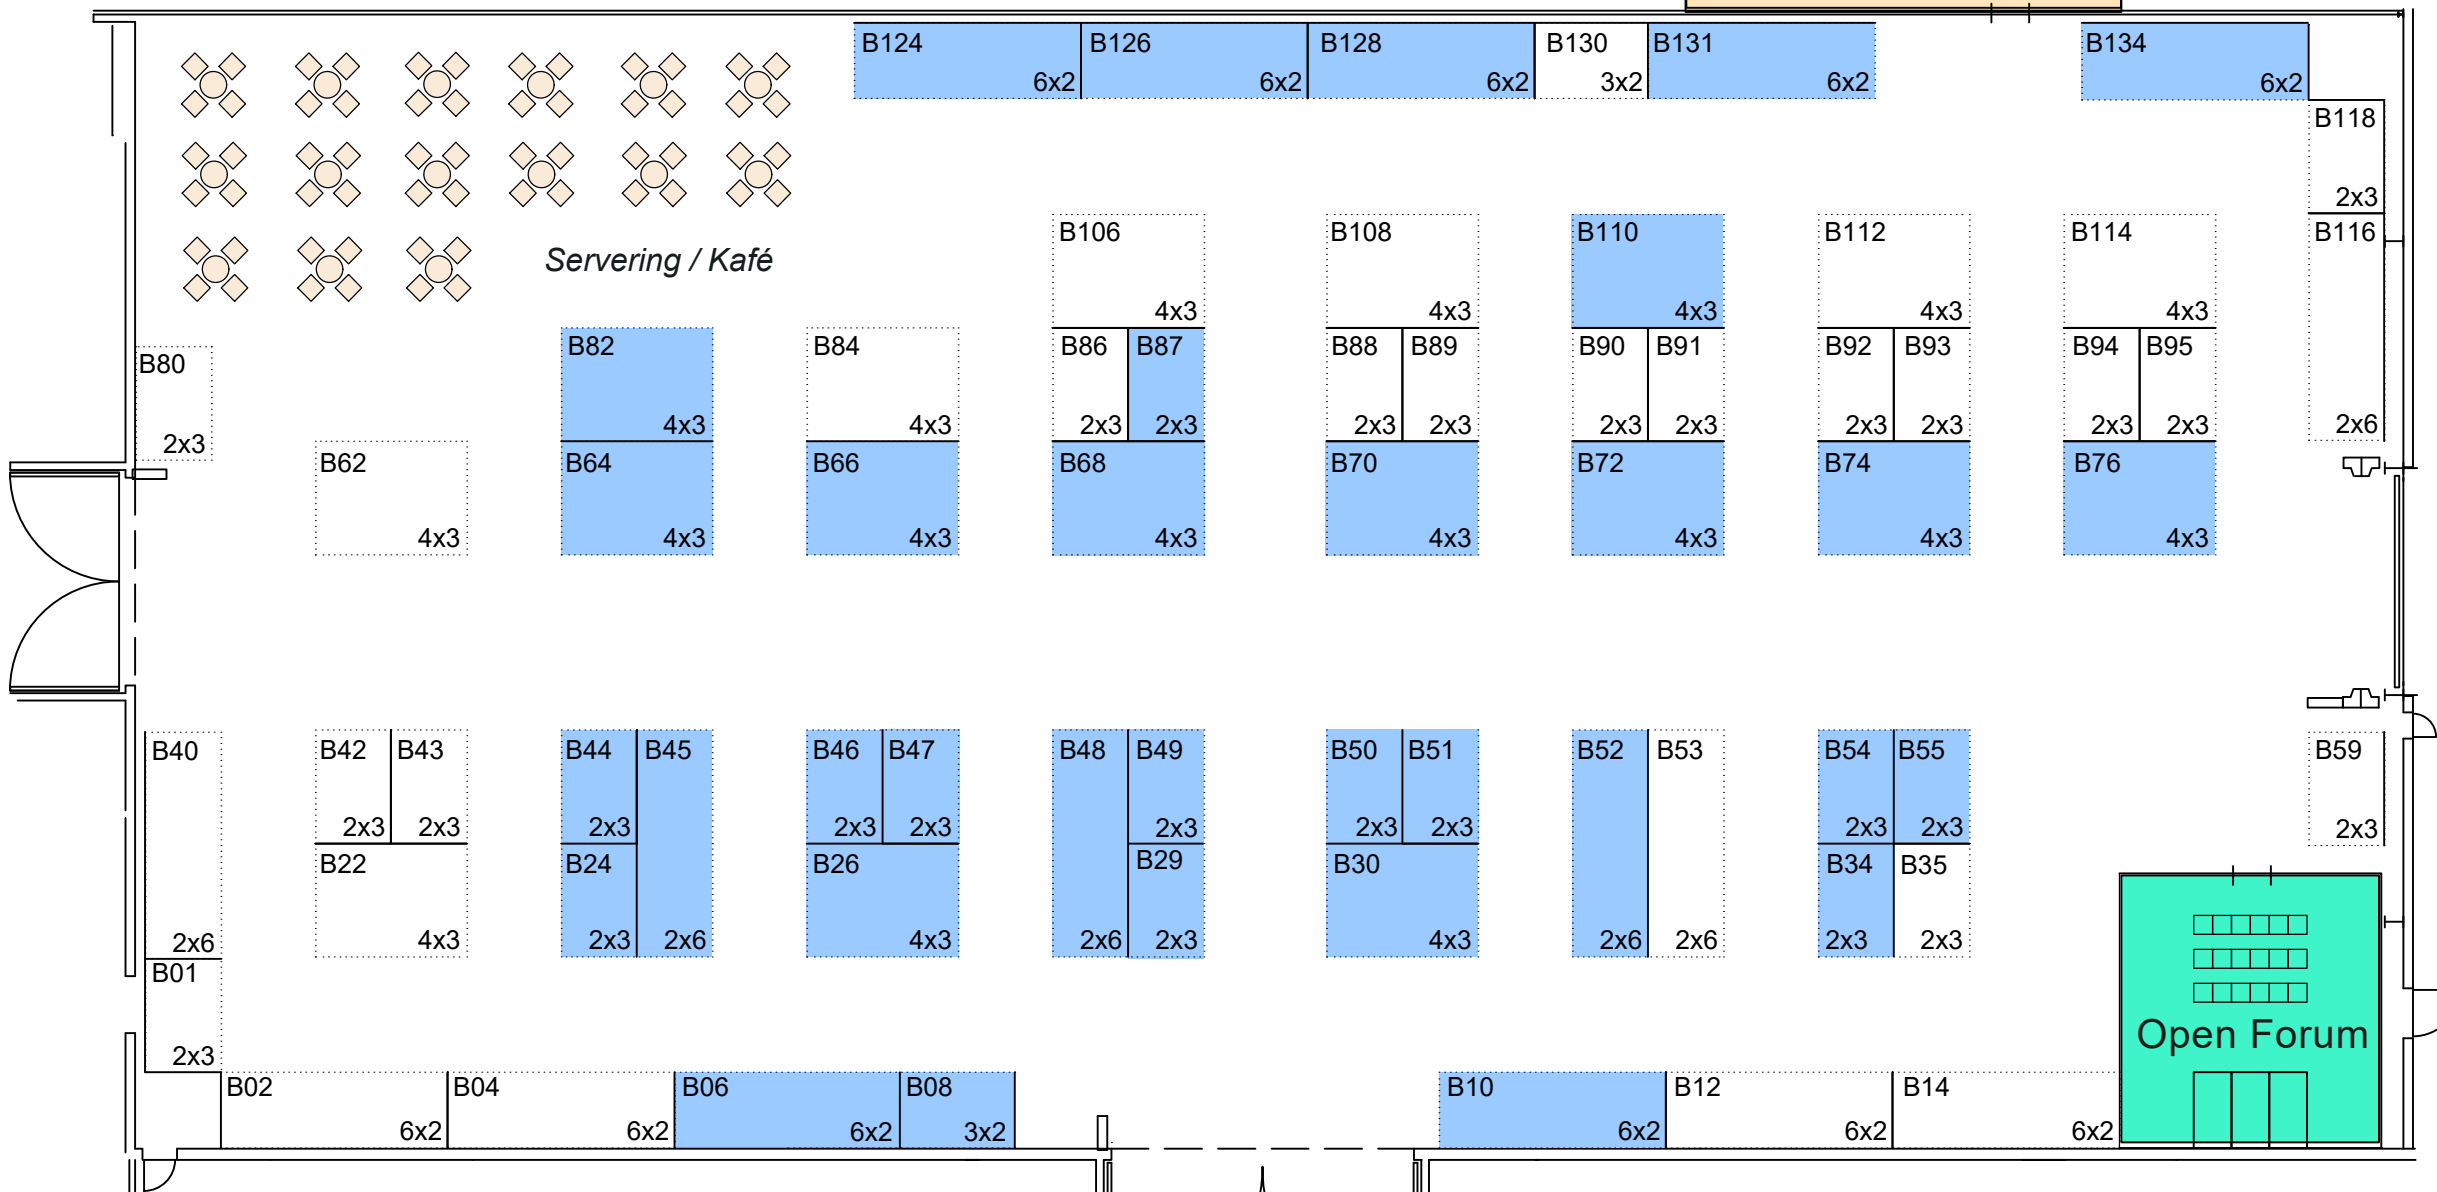 B124 B126 B128 B130 B131 B134
6x2 6x2 6x2 3x2 6x2 6x2
B118
2x3
B106 B108 B110 B112 B114 B116
Servering / Kafé
4x3 4x3 4x3 4x3 4x3
B82 B84 B86 B87 B88 B89 B90 B91 B92 B93 B94 B95
B80
4x3 4x3 2x3 2x3 2x3 2x3 2x3 2x3 2x3 2x3 2x3 2x3 2x6
2x3
B62 B64 B66 B68 B70 B72 B74 B76
4x3 4x3 4x3 4x3 4x3 4x3 4x3 4x3
B40 B42 B43 B44 B45 B46 B47 B48 B49 B50 B51 B52 B53 B54 B55 B59
2x3 2x3 2x3 2x3 2x3 2x3 2x3 2x3 2x3 2x3 2x3
B22 B24 B26 B29 B30 B34 B35
2x6 4x3 2x3 2x6 4x3 2x6 2x3 4x3 2x6 2x6 2x3 2x3
B01
Open Forum
2x3
B02 B04 B06 B08 B10 B12 B14
6x2 6x2 6x2 3x2 6x2 6x2 6x2